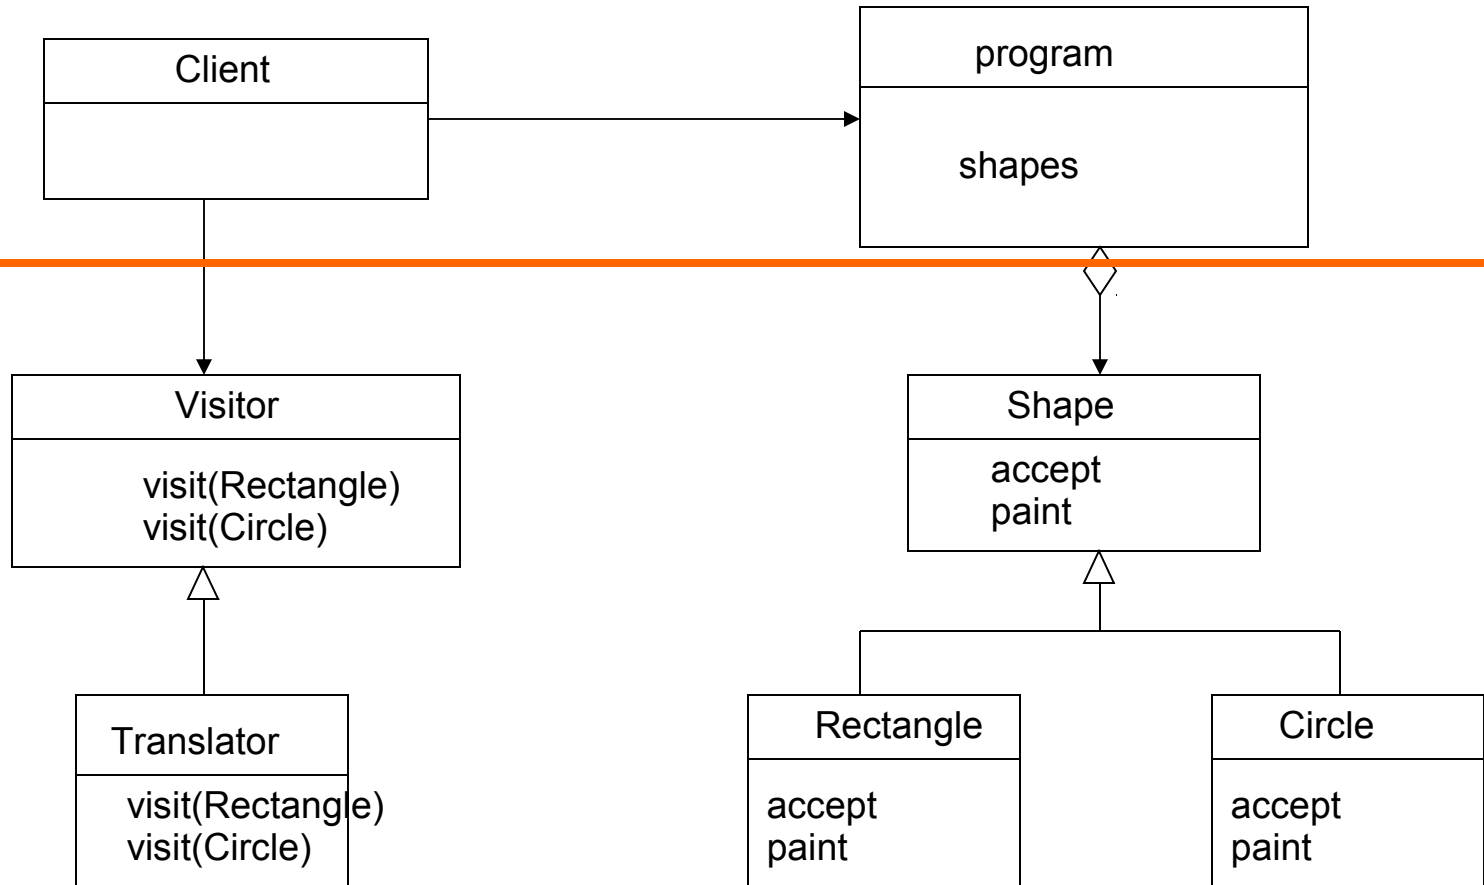 Client
program
shapes
Visitor
visit(Rectangle)
visit(Circle)
Shape
accept
paint
Translator
visit(Rectangle)
visit(Circle)
Rectangle
accept
paint
Circle
accept
paint